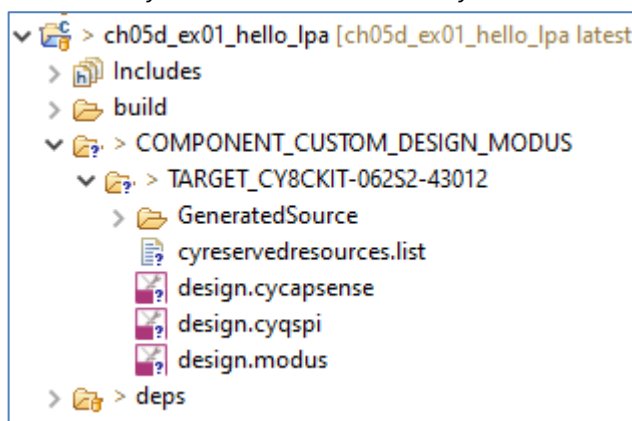 > ch05d_ex01_hello_lpa [ch05d_ex01_hello_lpa latest
Includes
build
> COMPONENT_CUSTOM_DESIGN_MODUS
> TARGET_CY8CKIT-062S2-43012
GeneratedSource
cyreservedresources.list
design.cycapsense
design.cyqspi
design.modus
> deps